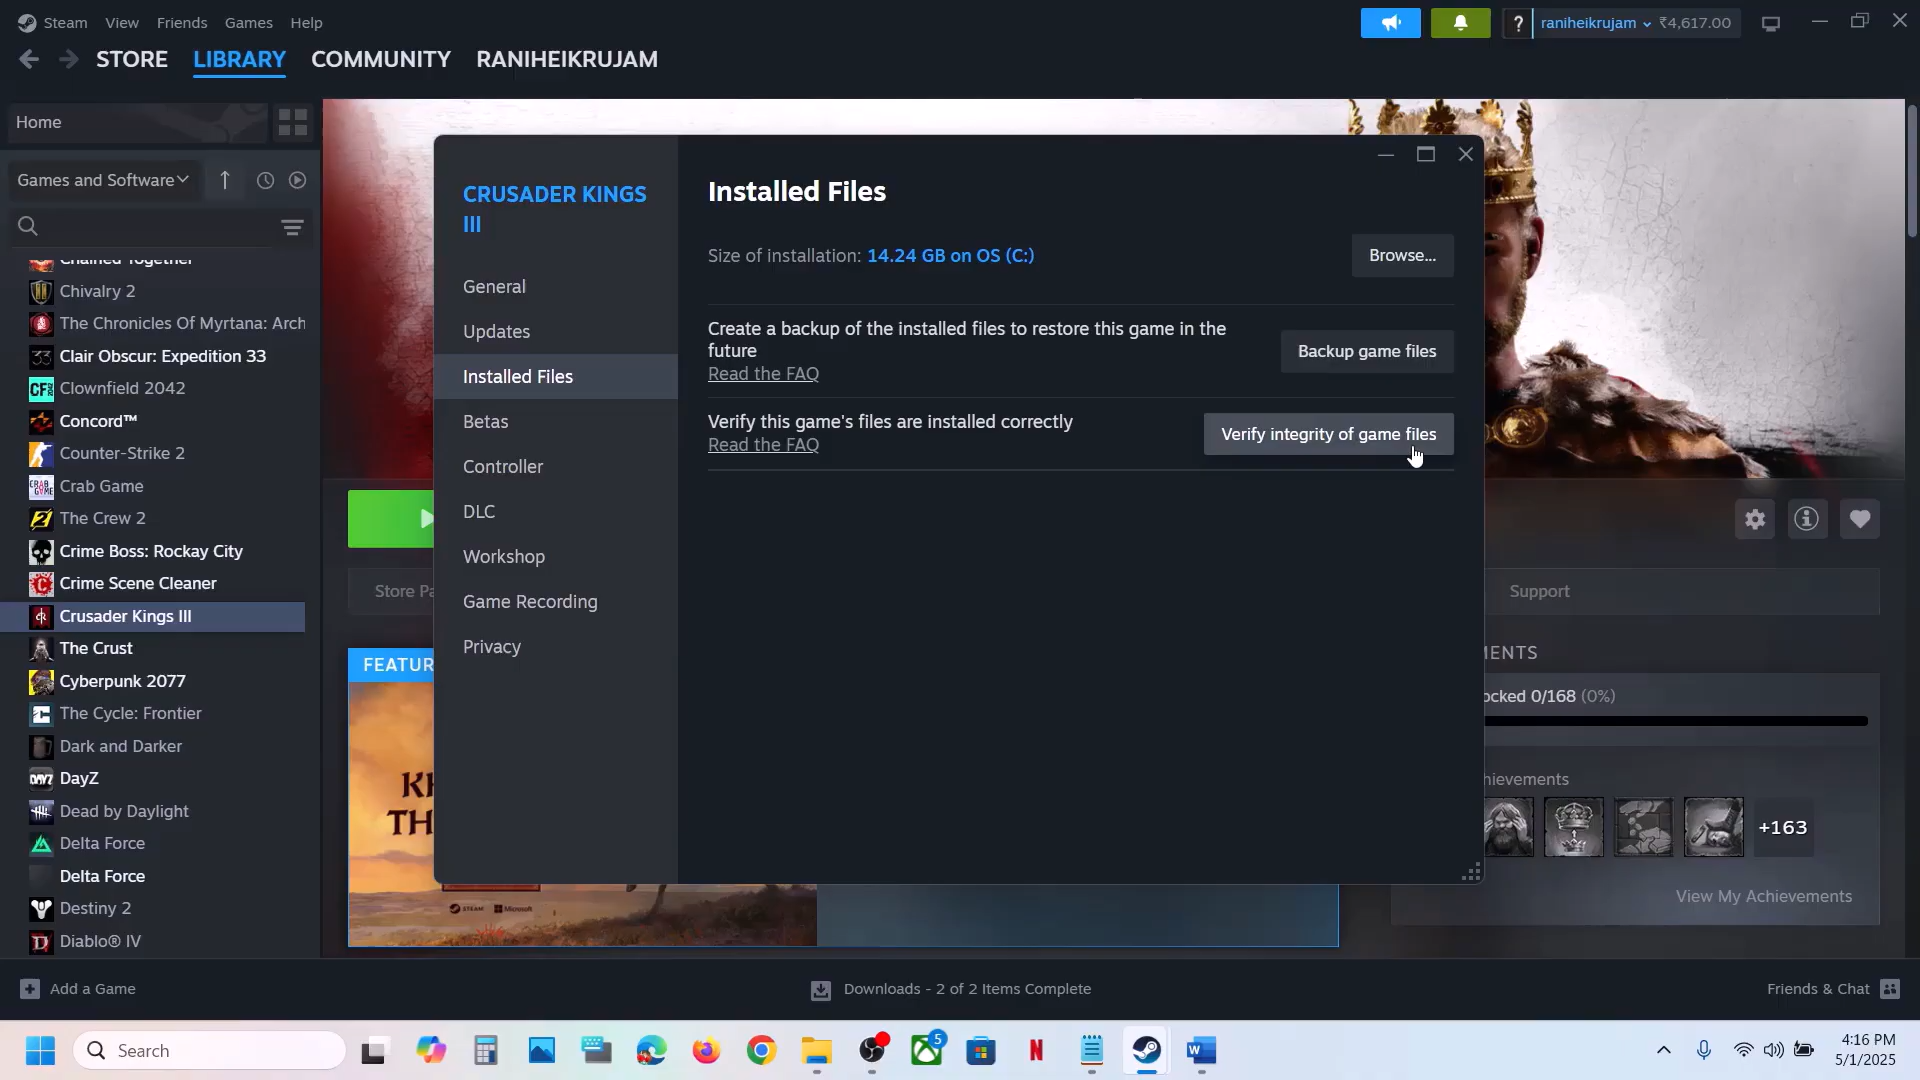 Steam View Friends Games Help
? raniheikrujam ₹4,617.00
STORE LIBRARY COMMUNITY RANIHEIKRUJAM
Home
Games and Software
Chained Together
Chivalry 2
The Chronicles Of Myrtana: Arch
Clair Obscur: Expedition 33
Clownfield 2042
Concord™
Counter-Strike 2
Crab Game
The Crew 2
Crime Boss: Rockay City
Crime Scene Cleaner
Crusader Kings III
The Crust
Cyberpunk 2077
The Cycle: Frontier
Dark and Darker
DayZ
Dead by Daylight
Delta Force
Delta Force
Destiny 2
Diablo® IV
CRUSADER KINGS
III
General
Updates
Installed Files
Betas
Controller
DLC
Workshop
Game Recording
Privacy
Installed Files
Size of installation: 14.24 GB on OS (C:)
Browse...
Create a backup of the installed files to restore this game in the
future
Read the FAQ
Backup game files
Verify this game's files are installed correctly
Read the FAQ
Verify integrity of game files
Store Pa
Support
FEATUR
KH
TH
STEAM Microsoft
MENTS
ocked 0/168 (0%)
hievements
+163
View My Achievements
Add a Game
Downloads - 2 of 2 Items Complete
Friends & Chat
Search
5
4:16 PM
5/1/2025